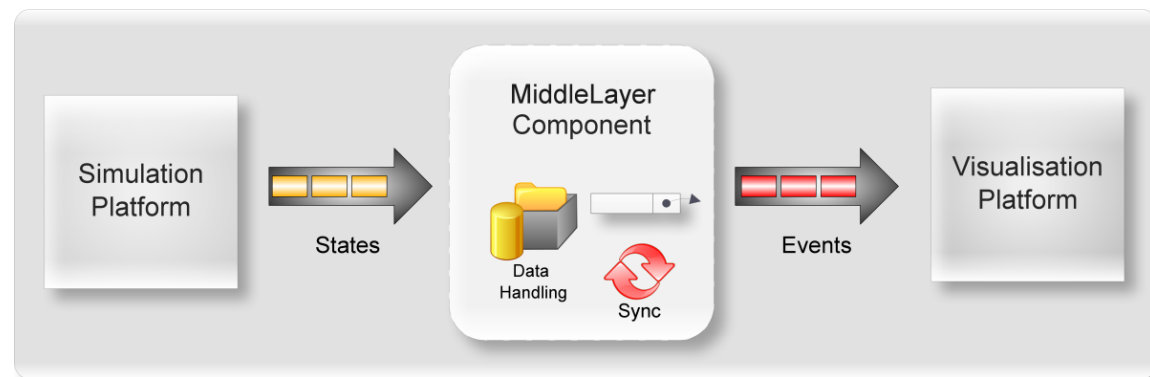 Simulation
Platform
States
MiddleLayer
Component
Data
Handling
Sync
Events
Visualisation
Platform